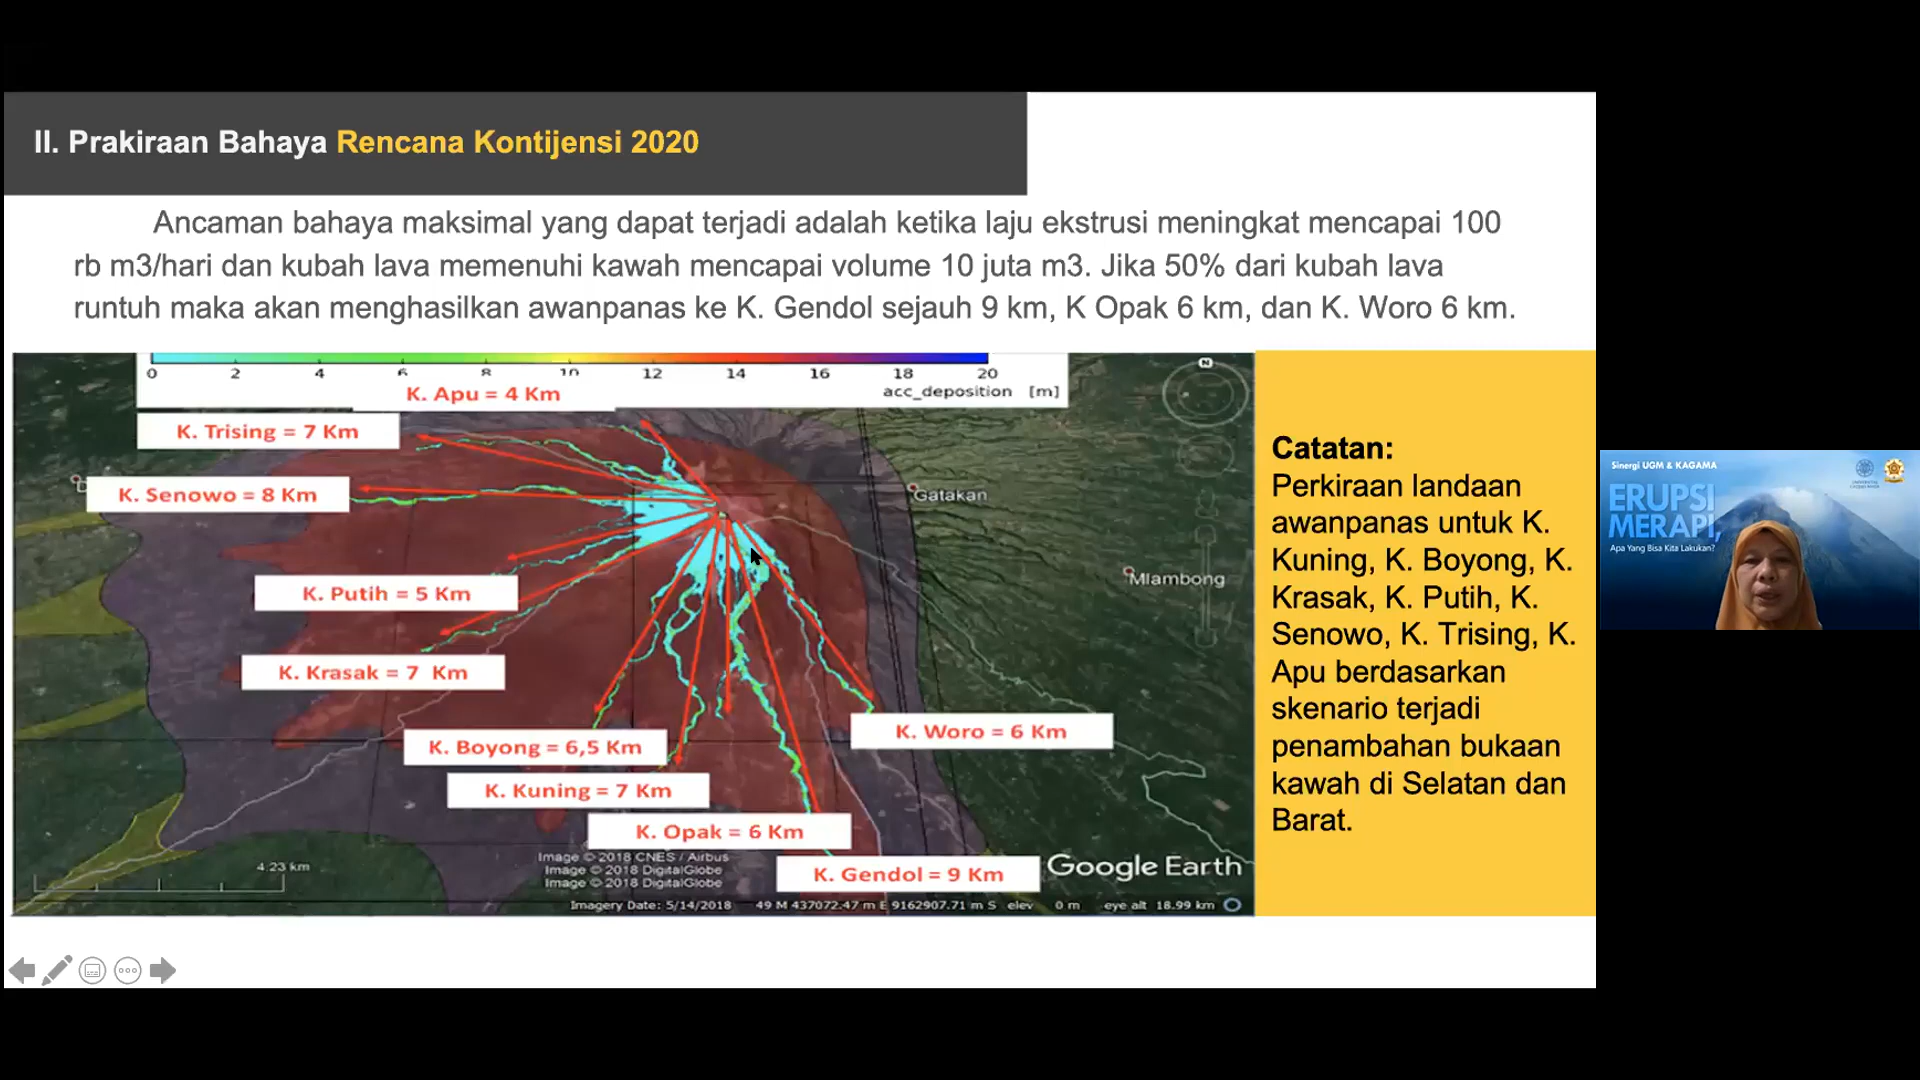 II. Prakiraan Bahaya Rencana Kontijensi 2020
Ancaman bahaya maksimal yang dapat terjadi adalah ketika laju ekstrusi meningkat mencapai 100
rb m3/hari dan kubah lava memenuhi kawah mencapai volume 10 juta m3. Jika 50% dari kubah lava
runtuh maka akan menghasilkan awanpanas ke K. Gendol sejauh 9 km, K Opak 6 km, dan K. Woro 6 km.
0 2 4 6 8 10 12 14 16 18 20
acc_deposition [m]
K. Apu = 4 Km
K. Trising = 7 Km
K. Senowo = 8 Km
N
Gatakan
Mlambong
K. Putih = 5 Km
K. Krasak = 7 Km
K. Woro = 6 Km
K. Boyong = 6,5 Km
K. Kuning = 7 Km
K. Opak = 6 Km
K. Gendol = 9 Km
4.23 km
Image © 2018 CNES / Airbus
Image © 2018 DigitalGlobe
Image © 2018 DigitalGlobe
Google Earth
Imagery Date: 5/14/2018 49 M 437072.47 m E 9162907.71 m S elev 0 m eye alt 18.99 km
Catatan:
Perkiraan landaan
awanpanas untuk K.
Kuning, K. Boyong, K.
Krasak, K. Putih, K.
Senowo, K. Trising, K.
Apu berdasarkan
skenario terjadi
penambahan bukaan
kawah di Selatan dan
Barat.
Sinergi UGM & KAGAMA
ERUPSI
MERAPI,
Apa Yang Bisa Kita Lakukan?